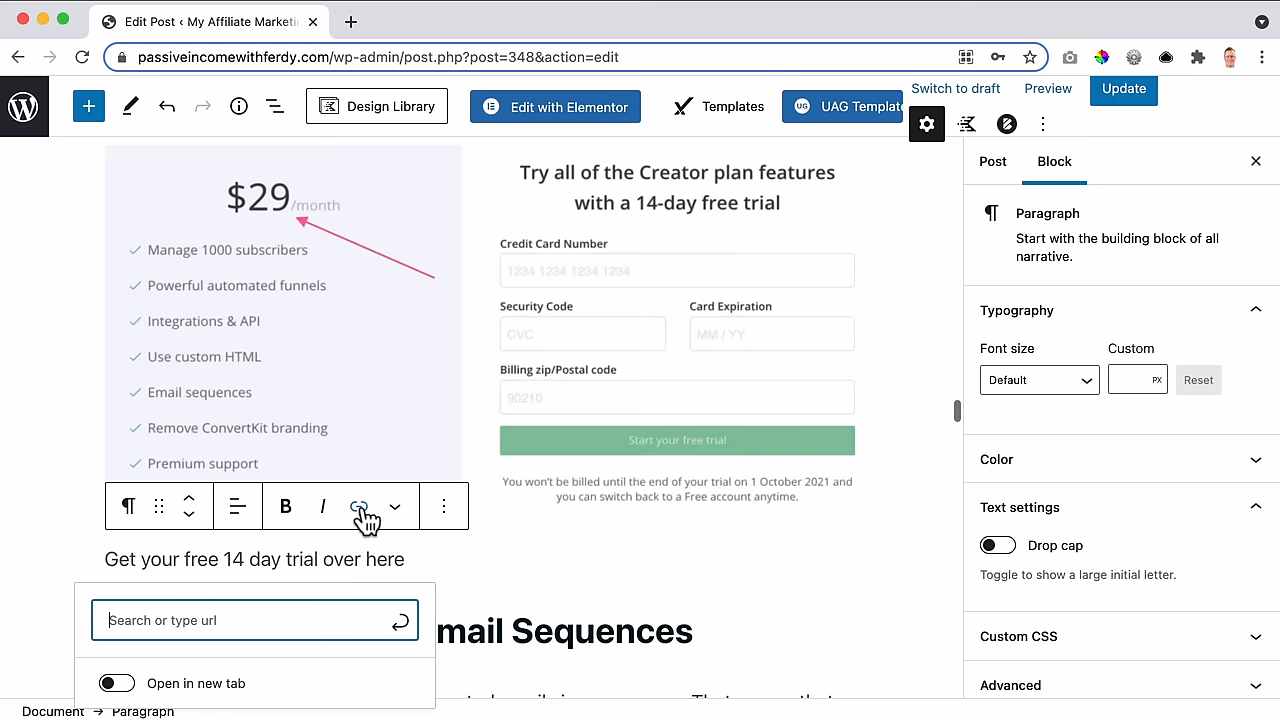 Edit Post ‹ My Affiliate Marketi
passiveincomewithferdy.com/wp-admin/post.php?post=348&action=edit
Design Library
Edit with Elementor
Templates
UG
UAG Template
Switch to draft
Preview
Update
$29/month
Manage 1000 subscribers
Powerful automated funnels
Integrations & API
Use custom HTML
Email sequences
Remove ConvertKit branding
Premium support
Try all of the Creator plan features
with a 14-day free trial
Credit Card Number
1234 1234 1234 1234
Security Code
Card Expiration
CVC
MM / YY
Billing zip/Postal code
90210
Start your free trial
You won't be billed until the end of your trial on 1 October 2021 and
you can switch back to a Free account anytime.
B I
Get your free 14 day trial over here
Search or type url
Open in new tab
mail Sequences
Document → Paragraph
Post
Block
Paragraph
Start with the building block of all
narrative.
Typography
Font size
Custom
Default
PX
Reset
Color
Text settings
Drop cap
Toggle to show a large initial letter.
Custom CSS
Advanced